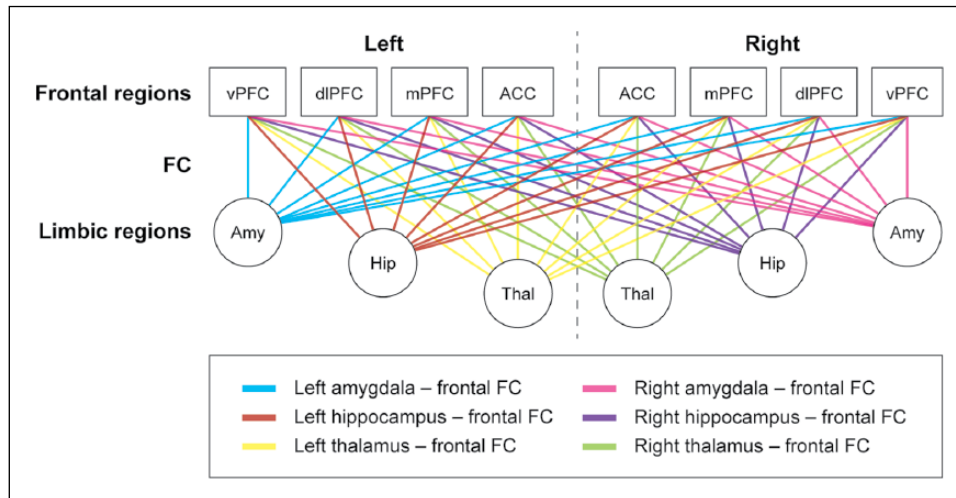 Left Right
Frontal regions vPFC dlPFC mPFC ACC ACC mPFC dlPFC vPFC
FC
Limbic regions Amy Amy
Hip Hip
Thal Thal
Left amygdala – frontal FC Right amygdala – frontal FC
Left hippocampus – frontal FC Right hippocampus – frontal FC
Left thalamus – frontal FC Right thalamus – frontal FC